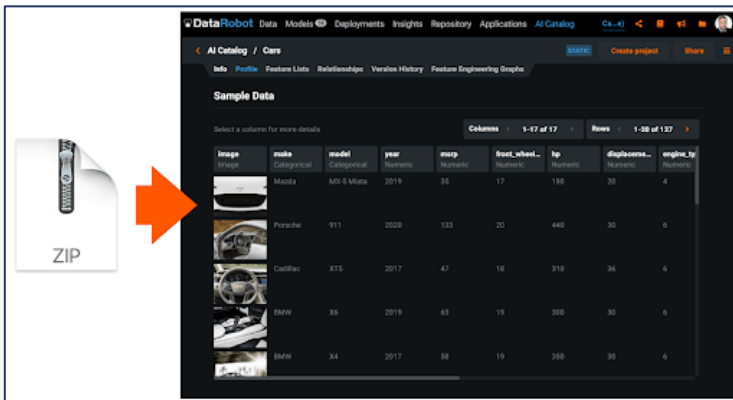 ZIP
DataRobot Data Models Deployments Insights Repository Applications AI Catalog Ca...e)
AI Catalog / Cars STATIC Create project Share
Info Profile Feature Lists Relationships Version History Feature Engineering Graphs
Sample Data
Select a column for more details Columns 1-17 of 17 Rows 1-20 of 127
image make model year msrp front_wheel... hp displaceme... engine_ty
Image Categorical Categorical Numeric Numeric Numeric Numeric Numeric Numeric
Mazda MX-5 Miata 2019 35 17 180 20 4
Porsche 911 2020 133 20 440 30 6
Cadillac XT5 2017 47 18 310 36 6
BMW X6 2019 63 19 300 30 6
BMW X4 2017 58 19 350 30 6